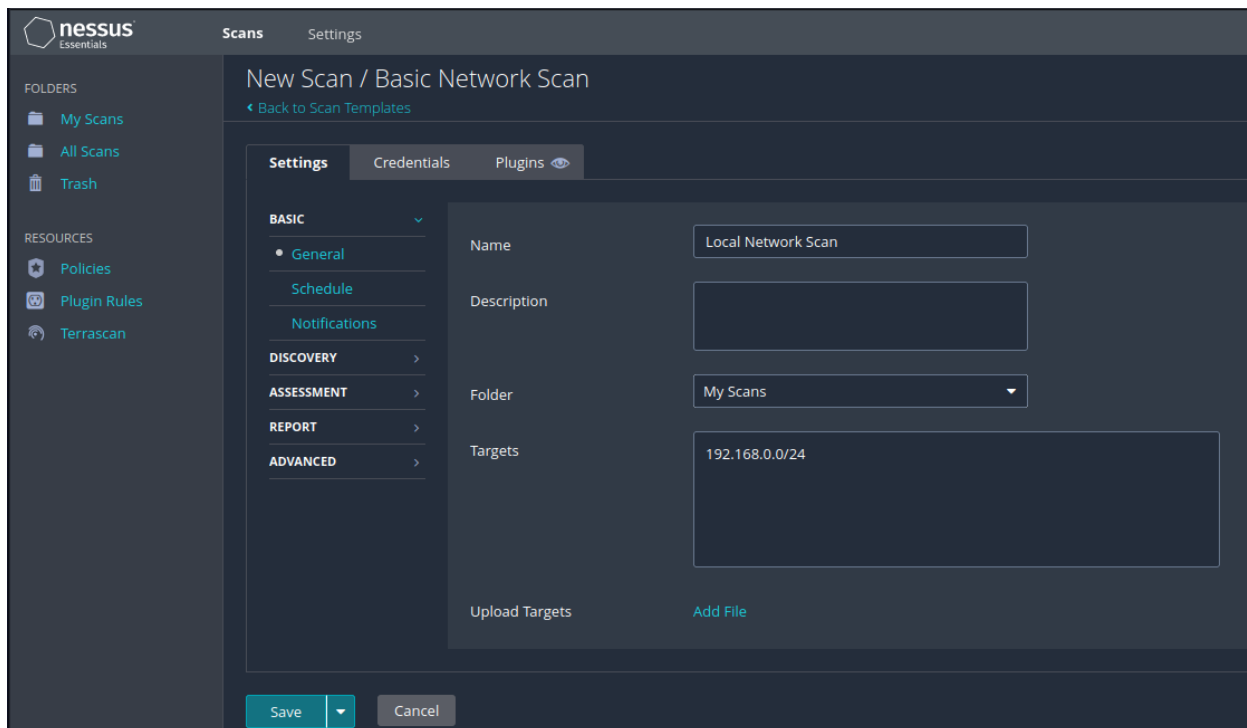 nessus
Essentials
Scans
Settings
FOLDERS
My Scans
All Scans
Trash
RESOURCES
Policies
Plugin Rules
Terrascan
New Scan / Basic Network Scan
Back to Scan Templates
Settings
Credentials
Plugins
BASIC
General
Schedule
Notifications
DISCOVERY
ASSESSMENT
REPORT
ADVANCED
Name
Local Network Scan
Description
Folder
My Scans
Targets
192.168.0.0/24
Upload Targets
Add File
Save
Cancel